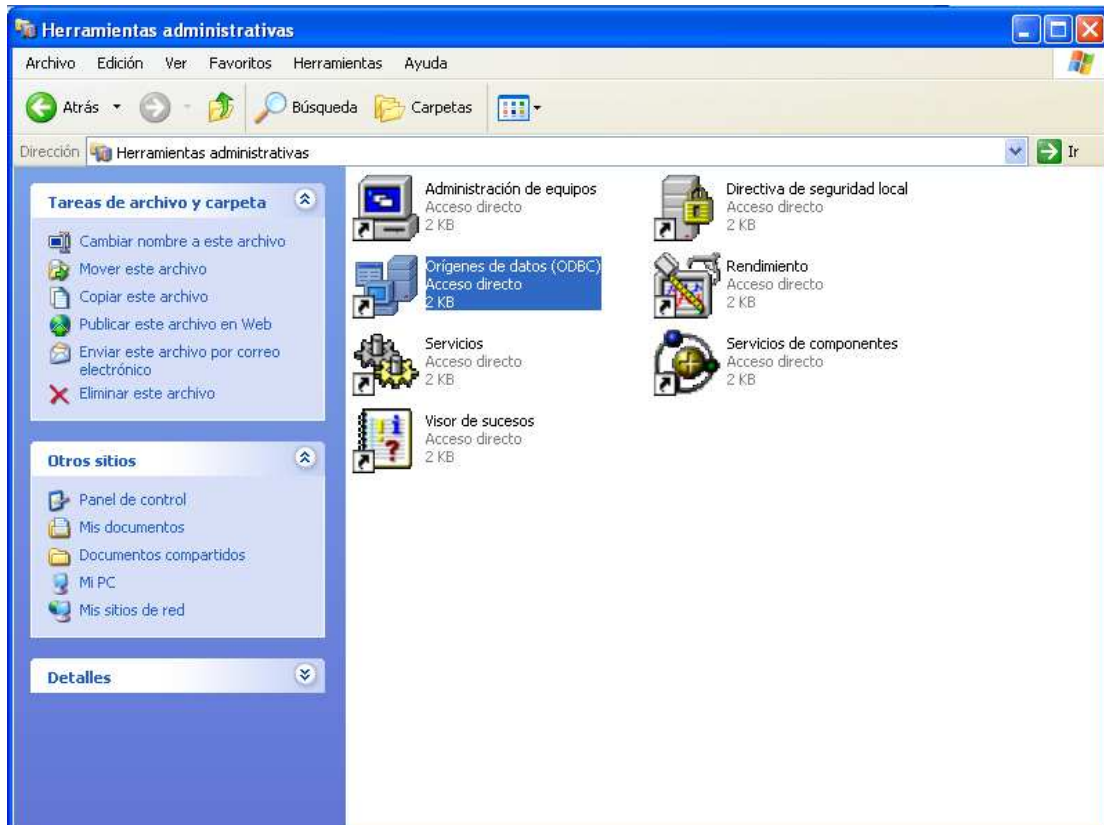 Herramientas administrativas
Archivo Edición Ver Favoritos Herramientas Ayuda
Atrás Búsqueda Carpetas
Dirección Herramientas administrativas Ir
Tareas de archivo y carpeta
Cambiar nombre a este archivo
Mover este archivo
Copiar este archivo
Publicar este archivo en Web
Enviar este archivo por correo
electrónico
Eliminar este archivo
Otros sitios
Panel de control
Mis documentos
Documentos compartidos
Mi PC
Mis sitios de red
Detalles
Administración de equipos
Acceso directo
2 KB
Directiva de seguridad local
Acceso directo
2 KB
Orígenes de datos (ODBC)
Acceso directo
2 KB
Rendimiento
Acceso directo
2 KB
Servicios
Acceso directo
2 KB
Servicios de componentes
Acceso directo
2 KB
Visor de sucesos
Acceso directo
2 KB